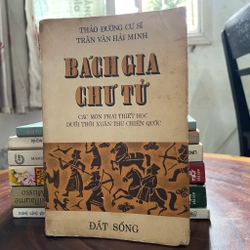 THẢO ĐƯỜNG CƯ SĨ
TRẦN VĂN HẢI MINH
BÁCH GIA
CHƯ TỬ
CÁC MÔN PHÁI TRIẾT HỌC
DƯỚI THỜI XUÂN THU CHIẾN QUỐC
ĐẤT SỐNG